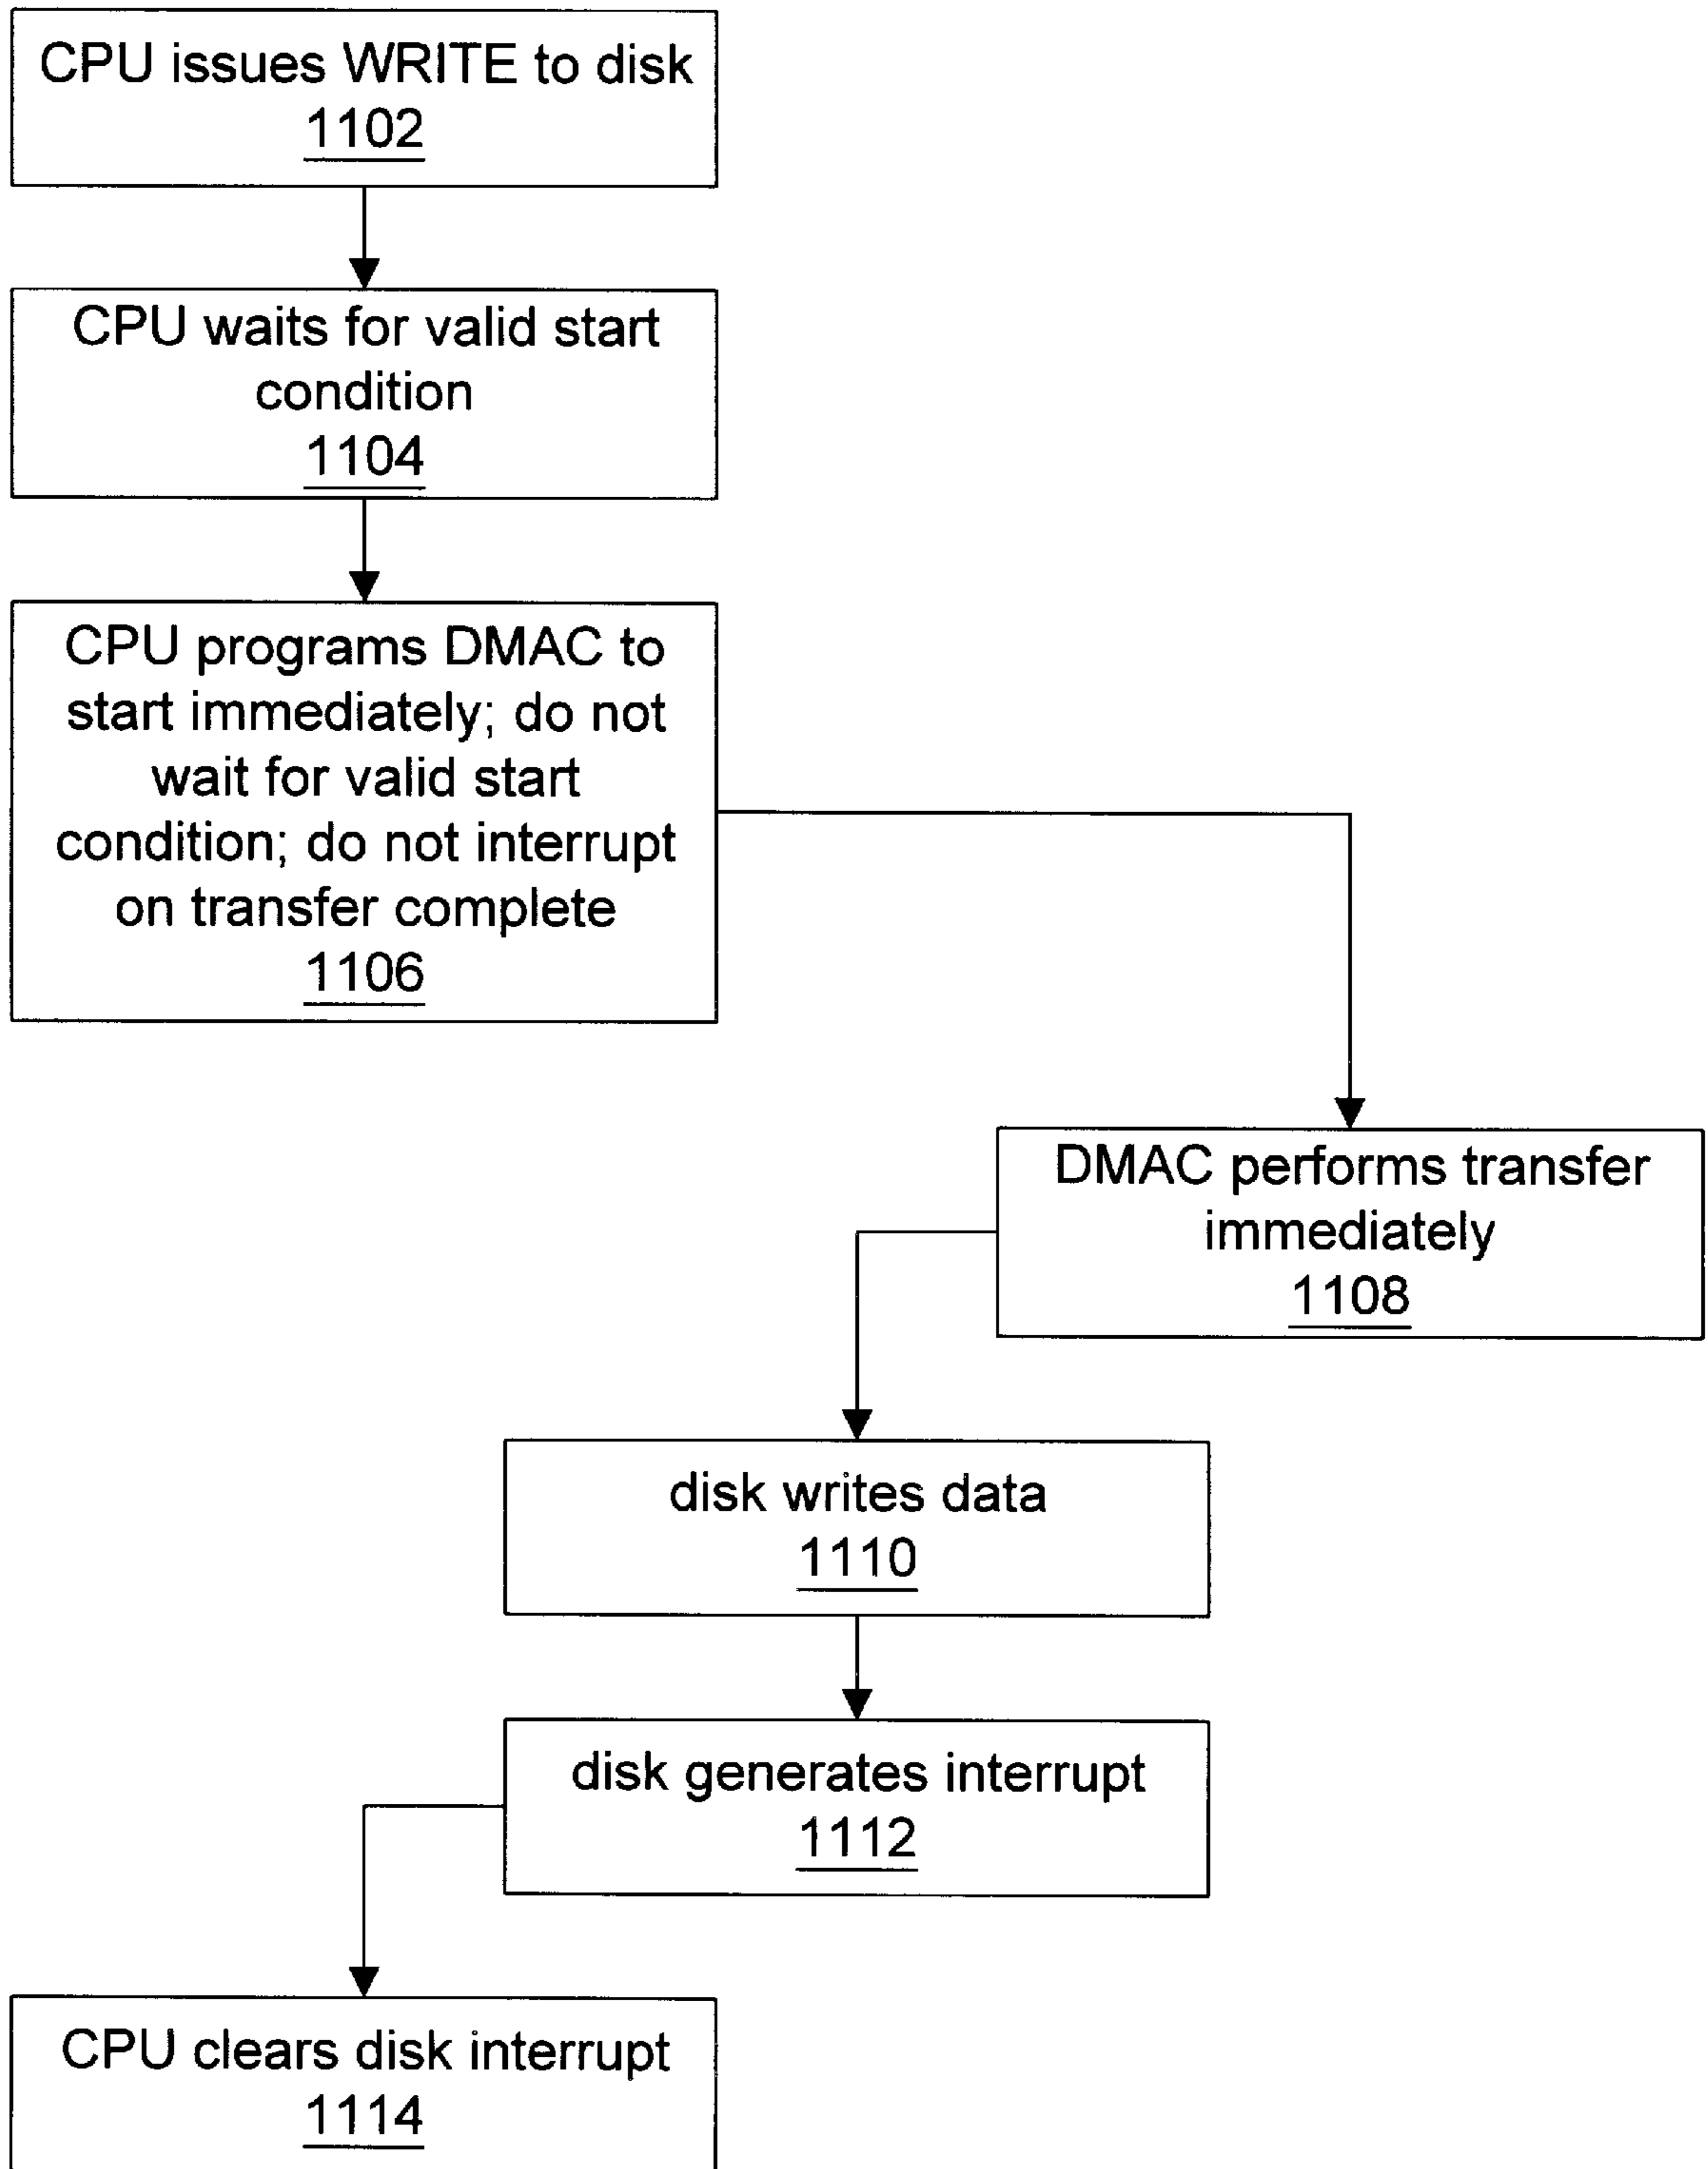 CPU issues WRITE to disk
1102
CPU waits for valid start
condition
1104
CPU programs DMAC to
start immediately; do not
wait for valid start
condition; do not interrupt
on transfer complete
1106
DMAC performs transfer
immediately
1108
disk writes data
1110
disk generates interrupt
1112
CPU clears disk interrupt
1114